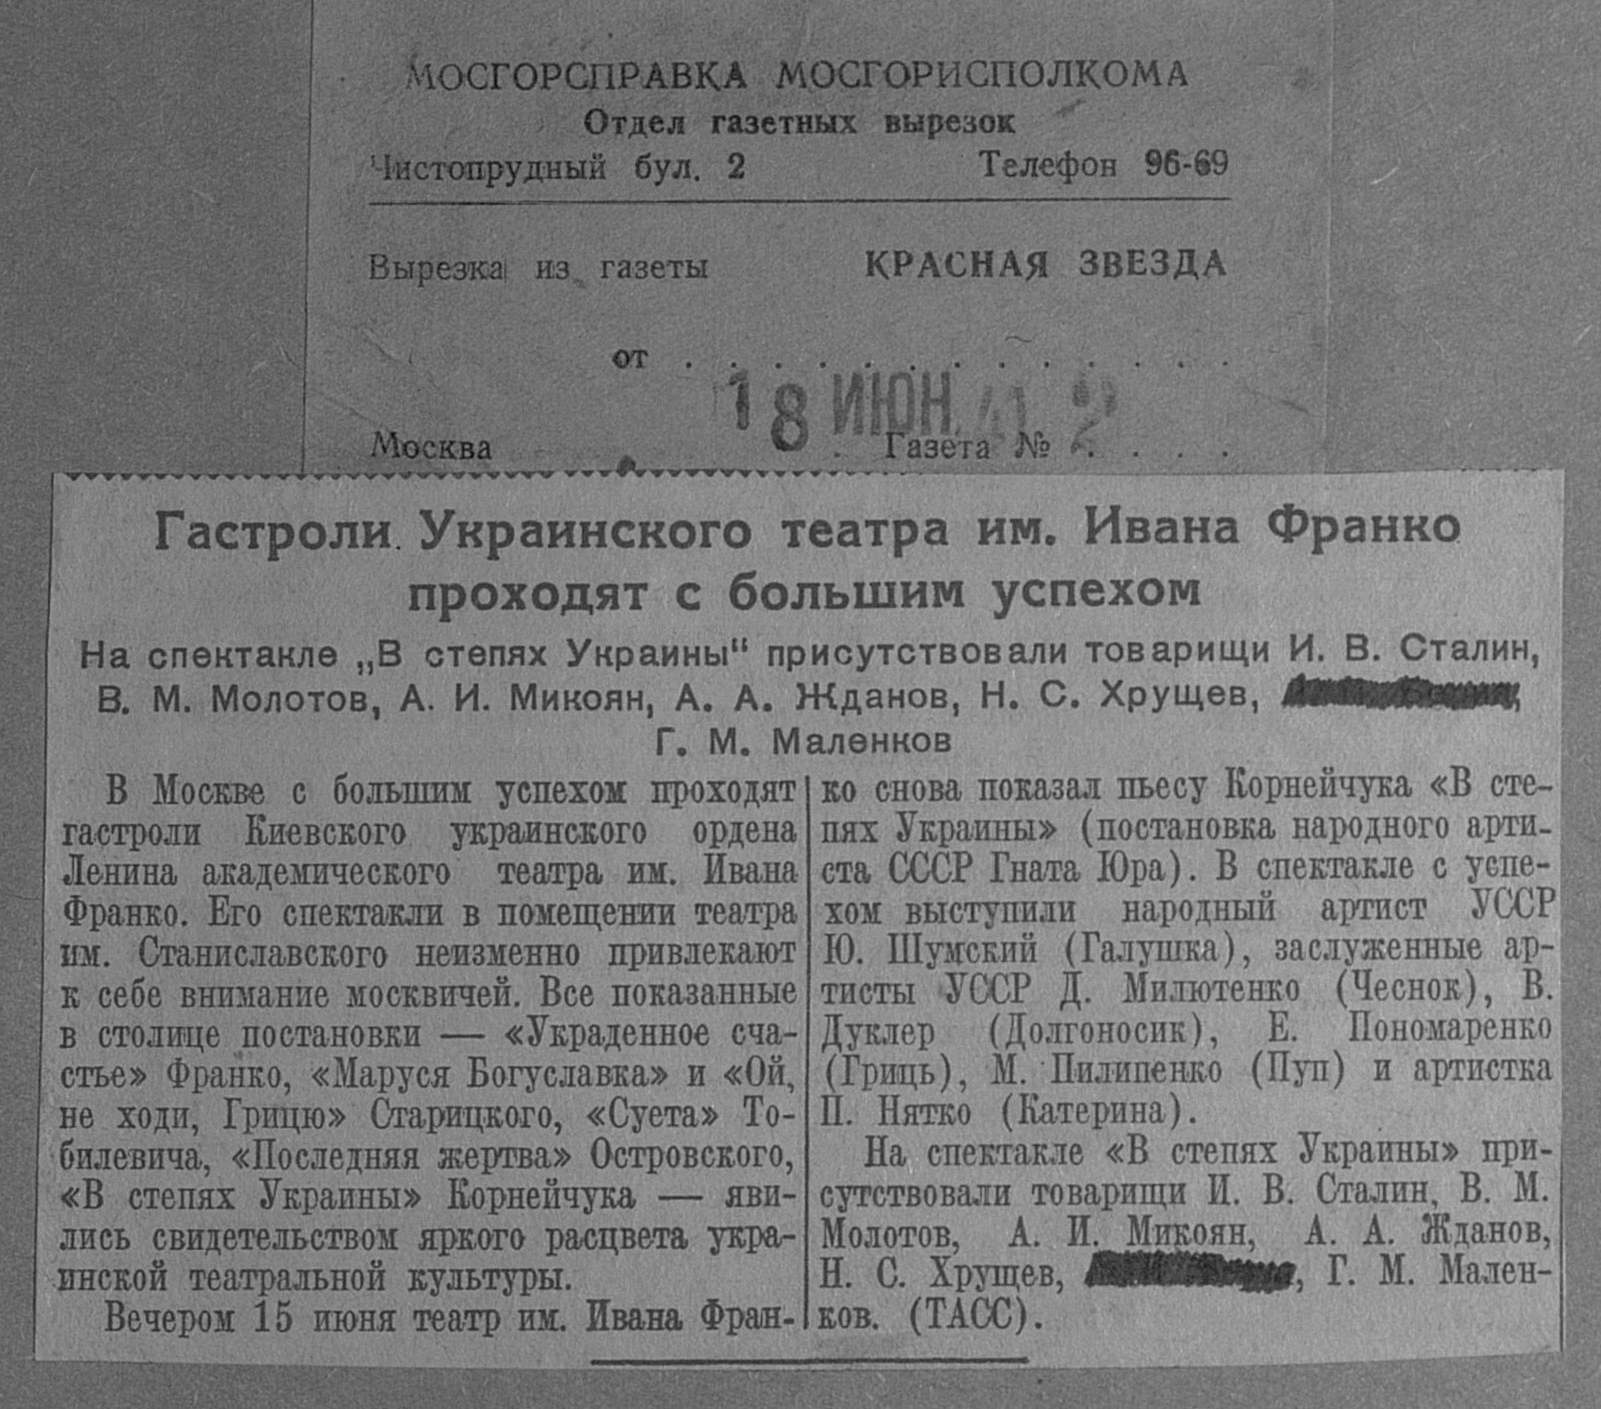 МОСГОРСПРАВКА МОСГОРИСПОЛКОМА
Отдел газетных вырезок
Чистопрудный бул. 2 Телефон 96-69
Вырезка из газеты КРАСНАЯ ЗВЕЗДА
от . . . . . . . . . . . . .
18 ИЮН 41
Москва Газета № . . . .
Гастроли Украинского театра им. Ивана Франко
проходят с большим успехом
На спектакле „В степях Украины“ присутствовали товарищи И. В. Сталин,
В. М. Молотов, А. И. Микоян, А. А. Жданов, Н. С. Хрущев,
Г. М. Маленков
В Москве с большим успехом проходят
гастроли Киевского украинского ордена
Ленина академического театра им. Ивана
Франко. Его спектакли в помещении театра
им. Станиславского неизменно привлекают
к себе внимание москвичей. Все показанные
в столице постановки — «Украденное сча-
стье» Франко, «Маруся Богуславка» и «Ой,
не ходи, Грицю» Старицкого, «Суета» То-
билевича, «Последняя жертва» Островского,
«В степях Украины» Корнейчука — яви-
лись свидетельством яркого расцвета укра-
инской театральной культуры.
Вечером 15 июня театр им. Ивана Фран-
ко снова показал пьесу Корнейчука «В сте-
пях Украины» (постановка народного арти-
ста СССР Гната Юра). В спектакле с успе-
хом выступили народный артист УССР
Ю. Шумский (Галушка), заслуженные ар-
тисты УССР Д. Милютенко (Чеснок), В.
Дуклер (Долгоносик), Е. Пономаренко
(Гриць), М. Пилипенко (Пуп) и артистка
П. Нятко (Катерина).
На спектакле «В степях Украины» при-
сутствовали товарищи И. В. Сталин, В. М.
Молотов, А. И. Микоян, А. А. Жданов,
Н. С. Хрущев, , Г. М. Мален-
ков. (ТАСС).